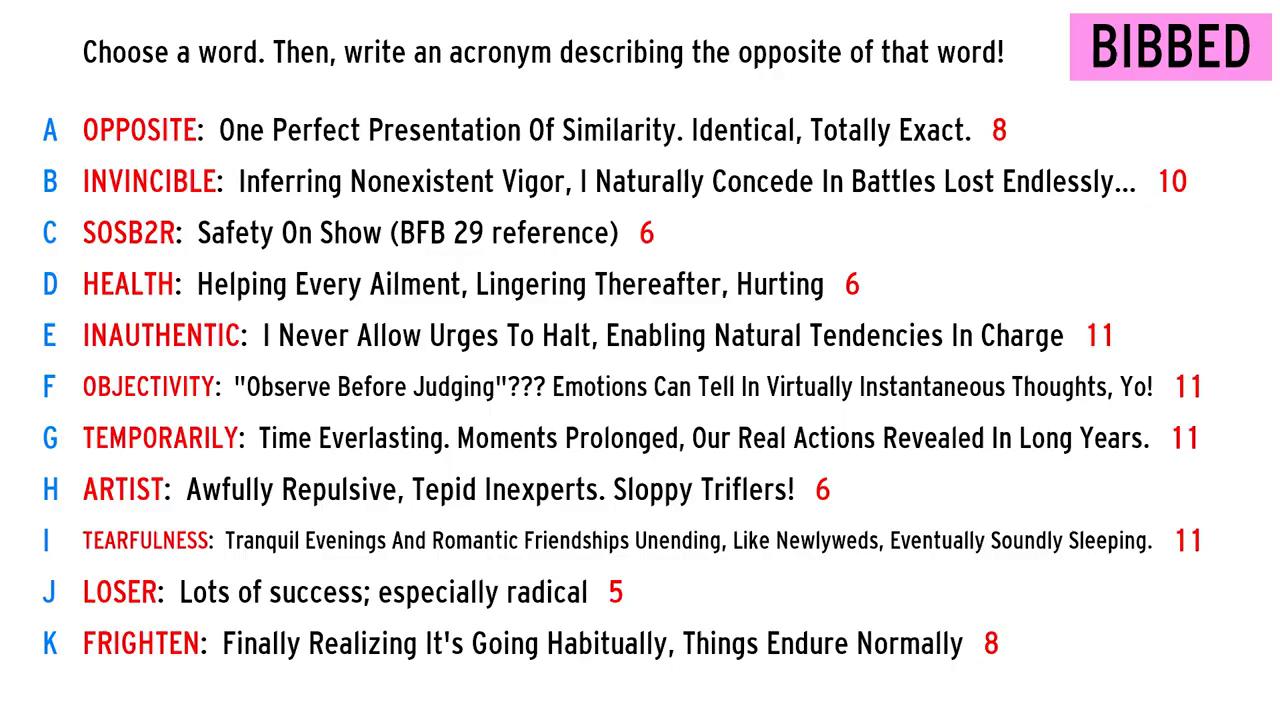 Choose a word. Then, write an acronym describing the opposite of that word!
BIBBED
A OPPOSITE: One Perfect Presentation Of Similarity. Identical, Totally Exact. 8
B INVINCIBLE: Inferring Nonexistent Vigor, I Naturally Concede In Battles Lost Endlessly... 10
C SOSB2R: Safety On Show (BFB 29 reference) 6
D HEALTH: Helping Every Ailment, Lingering Thereafter, Hurting 6
E INAUTHENTIC: I Never Allow Urges To Halt, Enabling Natural Tendencies In Charge 11
F OBJECTIVITY: "Observe Before Judging"??? Emotions Can Tell In Virtually Instantaneous Thoughts, Yo! 11
G TEMPORARILY: Time Everlasting. Moments Prolonged, Our Real Actions Revealed In Long Years. 11
H ARTIST: Awfully Repulsive, Tepid Inexperts. Sloppy Triflers! 6
I TEARFULNESS: Tranquil Evenings And Romantic Friendships Unending, Like Newlyweds, Eventually Soundly Sleeping. 11
J LOSER: Lots of success; especially radical 5
K FRIGHTEN: Finally Realizing It's Going Habitually, Things Endure Normally 8